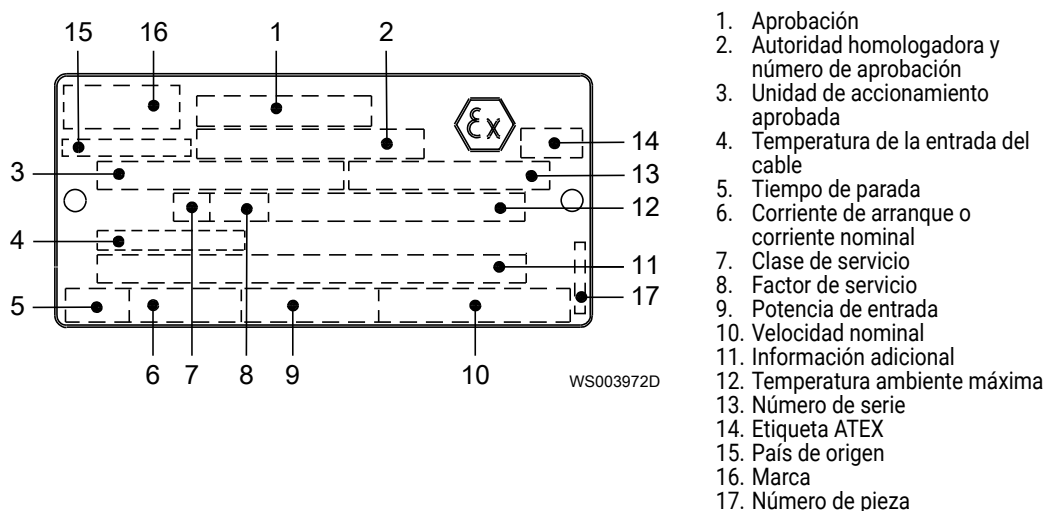 15 16 1 2
εx
14
3
13
12
4
11
17
5
6 7 8 9 10
WS003972D
1. Aprobación
2. Autoridad homologadora y
número de aprobación
3. Unidad de accionamiento
aprobada
4. Temperatura de la entrada del
cable
5. Tiempo de parada
6. Corriente de arranque o
corriente nominal
7. Clase de servicio
8. Factor de servicio
9. Potencia de entrada
10. Velocidad nominal
11. Información adicional
12. Temperatura ambiente máxima
13. Número de serie
14. Etiqueta ATEX
15. País de origen
16. Marca
17. Número de pieza